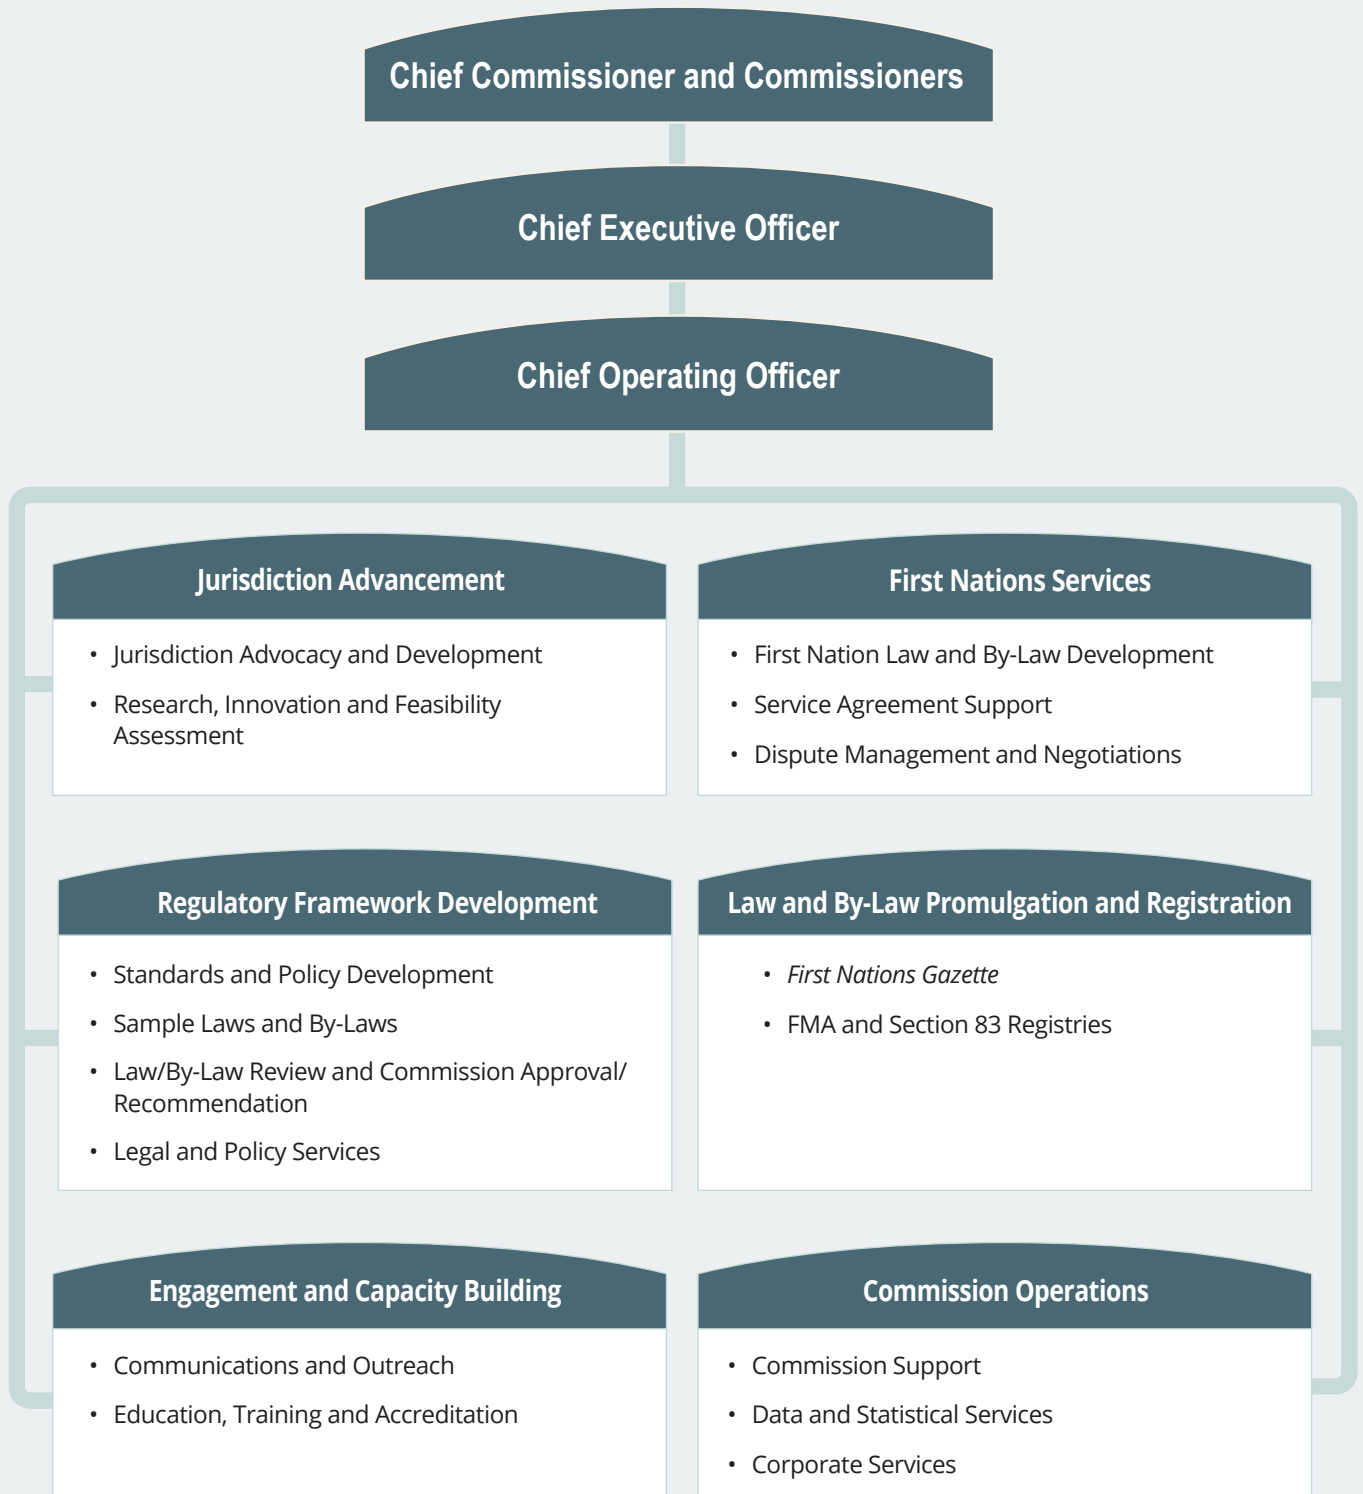 Chief Commissioner and Commissioners
Chief Executive Officer
Chief Operating Officer
Jurisdiction Advancement
• Jurisdiction Advocacy and Development
• Research, Innovation and Feasibility
Assessment
First Nations Services
• First Nation Law and By-Law Development
• Service Agreement Support
• Dispute Management and Negotiations
Regulatory Framework Development
• Standards and Policy Development
• Sample Laws and By-Laws
• Law/By-Law Review and Commission Approval/
Recommendation
• Legal and Policy Services
Law and By-Law Promulgation and Registration
• First Nations Gazette
• FMA and Section 83 Registries
Engagement and Capacity Building
• Communications and Outreach
• Education, Training and Accreditation
Commission Operations
• Commission Support
• Data and Statistical Services
• Corporate Services